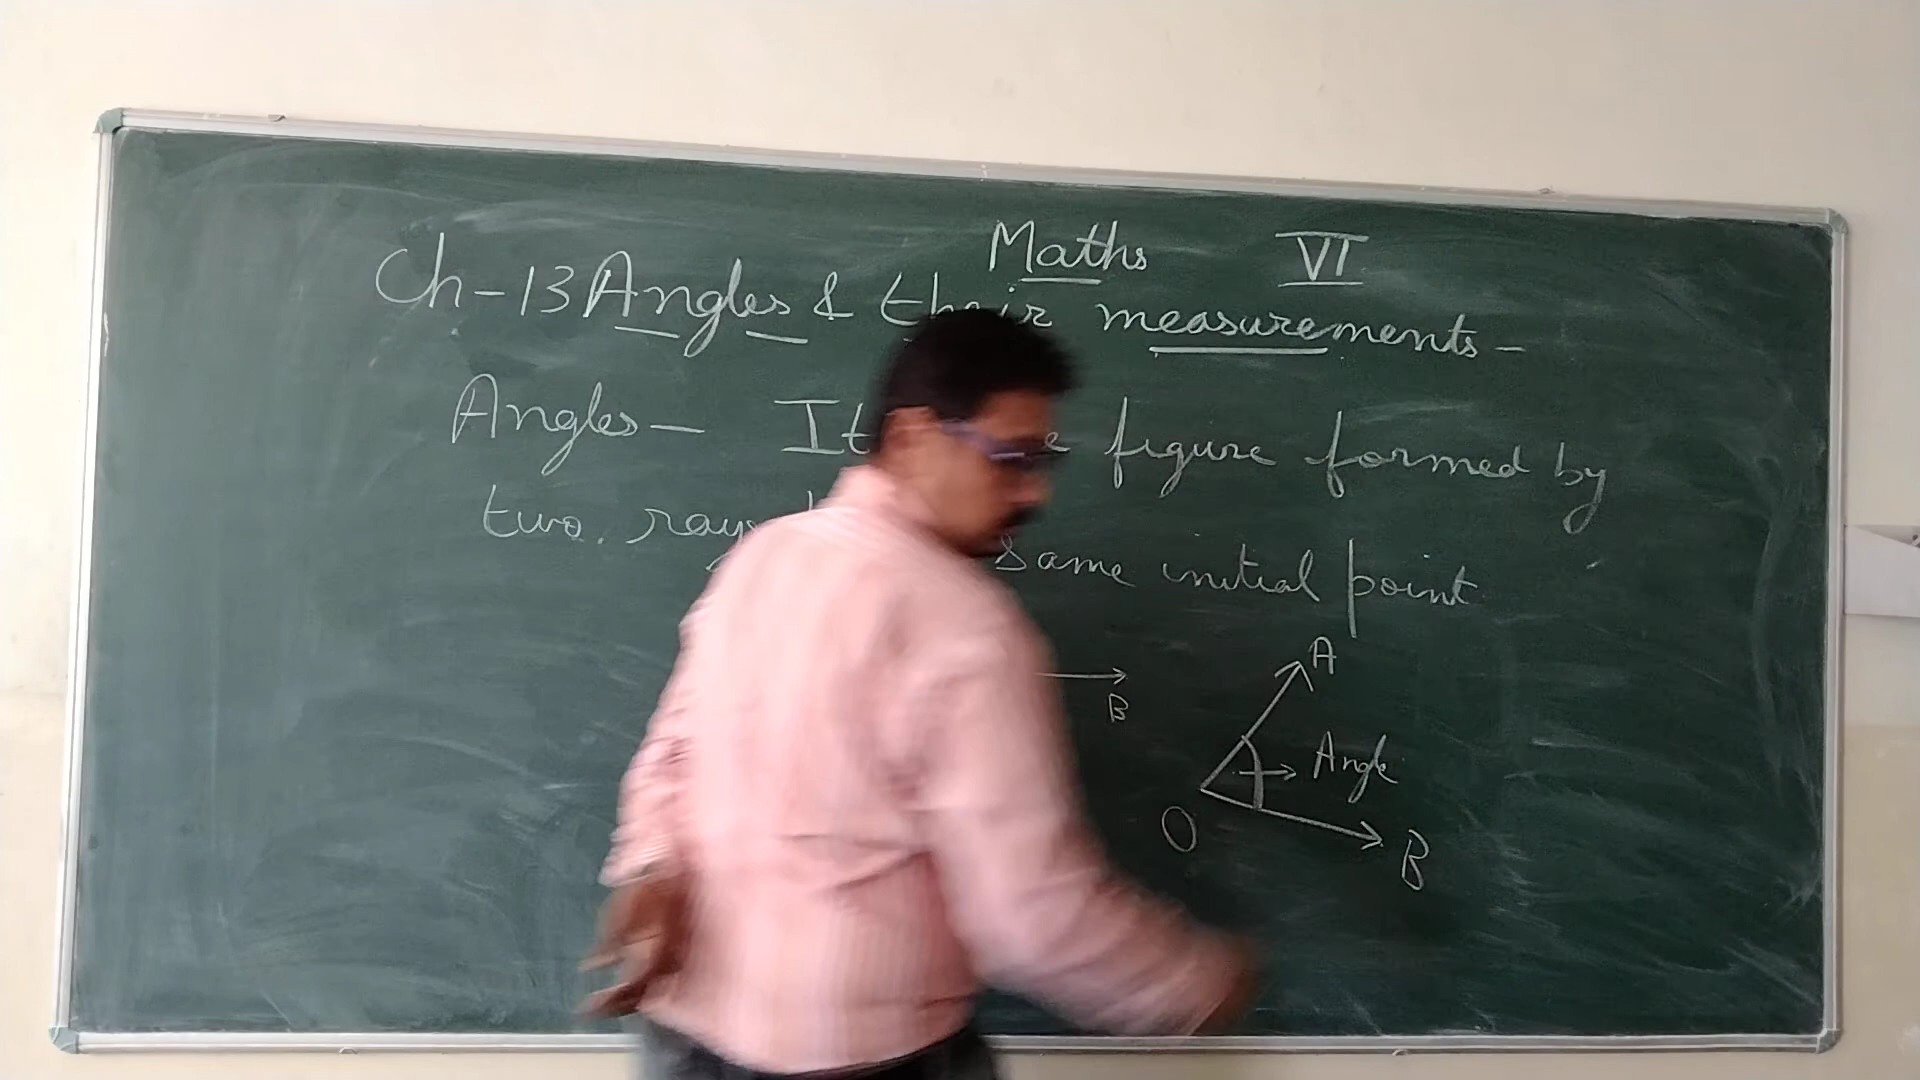 Maths VI
Ch-13 Angles & their measurements-
Angles- It figure formed by
two rays same initial point
A
B
Angle
O
B